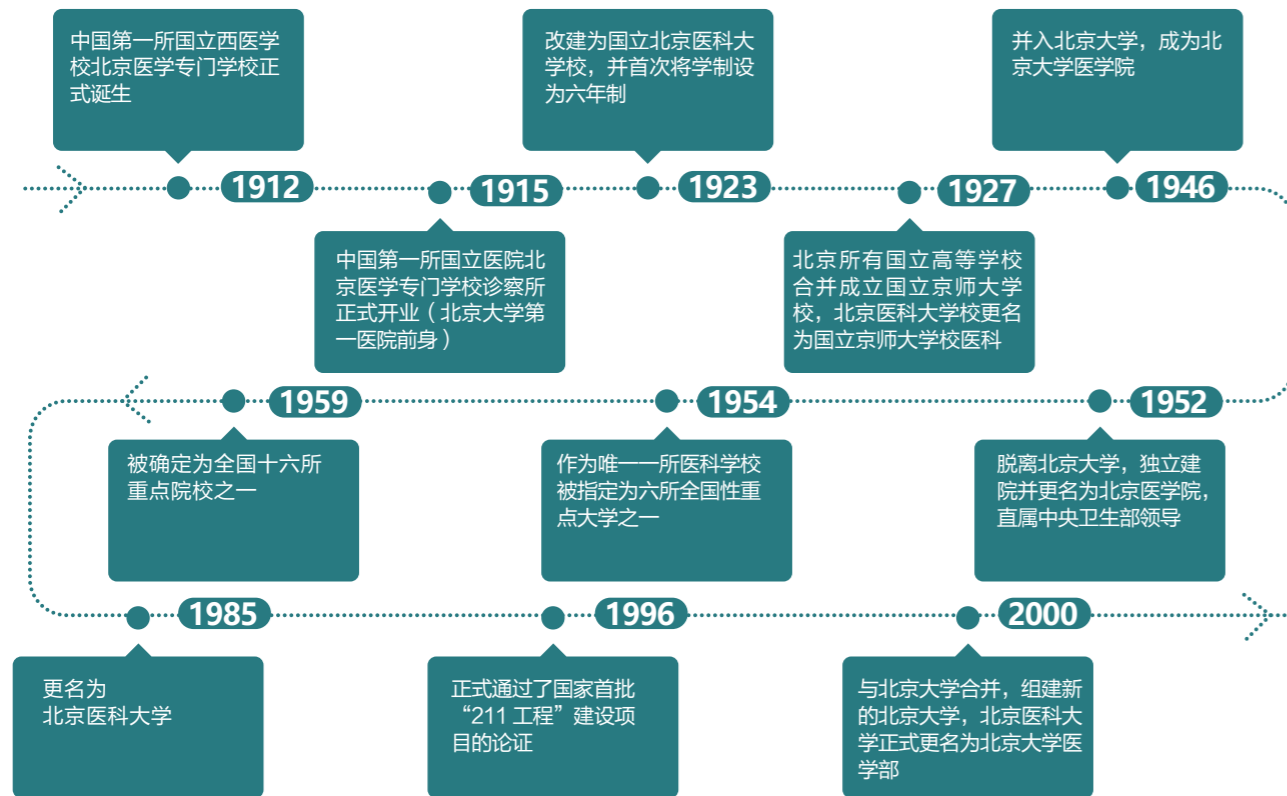 中国第一所国立西医学
校北京医学专门学校正
式诞生
1912
中国第一所国立医院北
京医学专门学校诊察所
正式开业（北京大学第
一医院前身）
1915
改建为国立北京医科大
学校，并首次将学制设
为六年制
1923
北京所有国立高等学校
合并成立国立京师大学
校，北京医科大学校更名
为国立京师大学校医科
1927
并入北京大学，成为北
京大学医学院
1946
1952
脱离北京大学，独立建
院并更名为北京医学院，
直属中央卫生部领导
1954
作为唯一一所医科学校
被指定为六所全国性重
点大学之一
1959
被确定为全国十六所
重点院校之一
1985
更名为
北京医科大学
1996
正式通过了国家首批
“211 工程”建设项
目的论证
2000
与北京大学合并，组建新
的北京大学，北京医科大
学正式更名为北京大学医
学部